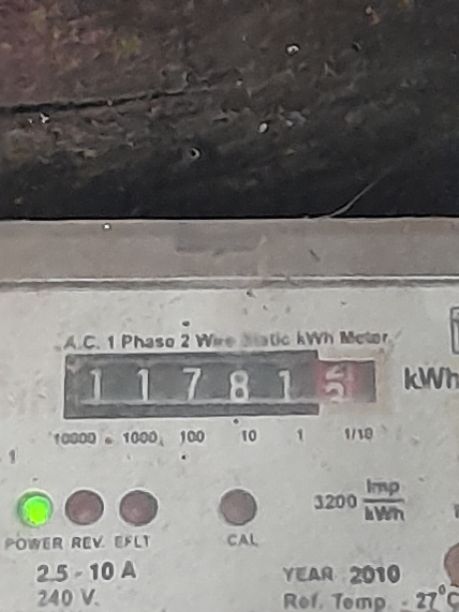 A.C. 1 Phase 2 Wire Static kWh Meter
1 1 7 8 1 5
kWh
10000 1000 100 10 1 1/10
1
3200 Imp/kWh
POWER REV. EFLT CAL
2.5 - 10 A
240 V.
YEAR 2010
Ref. Temp - 27°C